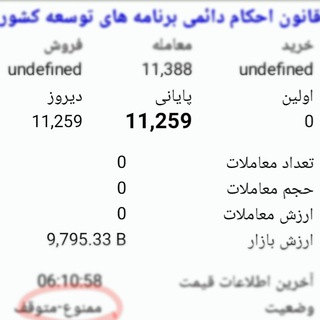 قانون احکام دائمی برنامه های توسعه کشور
خرید معامله فروش
undefined 11,388 undefined
اولین پایانی دیروز
0 11,259 11,259
تعداد معاملات 0
حجم معاملات 0
ارزش معاملات 0
ارزش بازار 9,795.33 B
آخرین اطلاعات قیمت 06:10:58
وضعیت ممنوع-متوقف